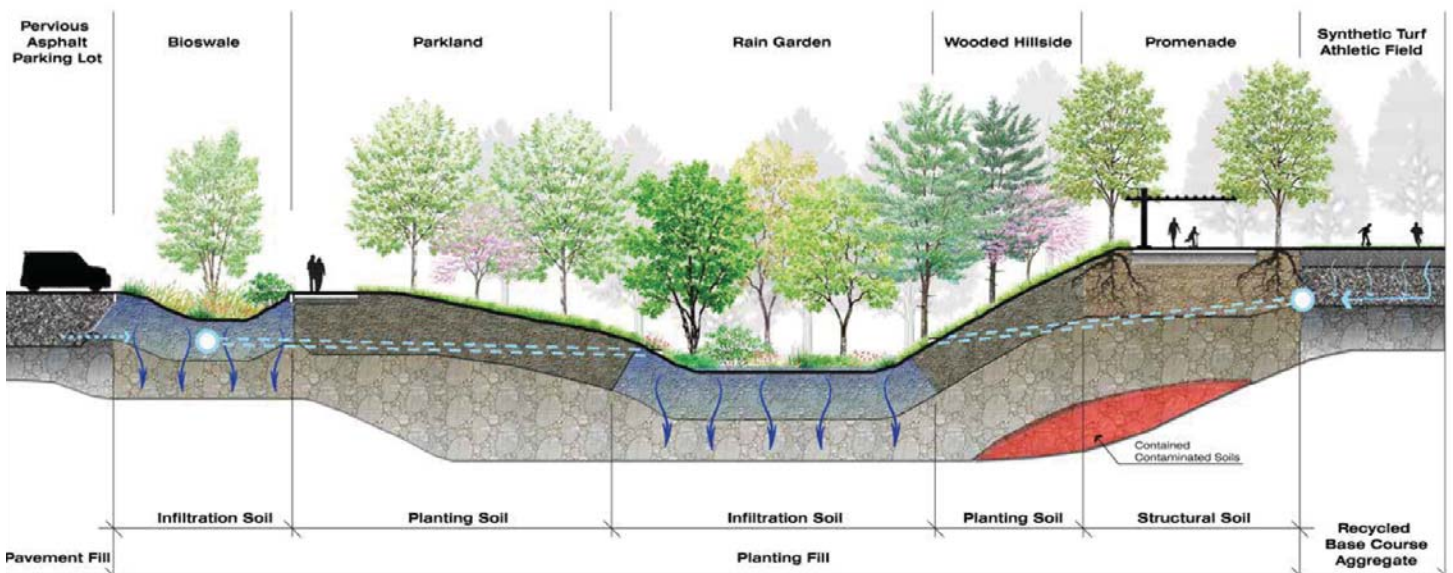 Pervious
Asphalt
Parking Lot
Bioswale
Parkland
Rain Garden
Wooded Hillside
Promenade
Synthetic Turf
Athletic Field
Contained
Contaminated Soils
Infiltration Soil
Planting Soil
Infiltration Soil
Planting Soil
Structural Soil
Pavement Fill
Planting Fill
Recycled
Base Course
Aggregate